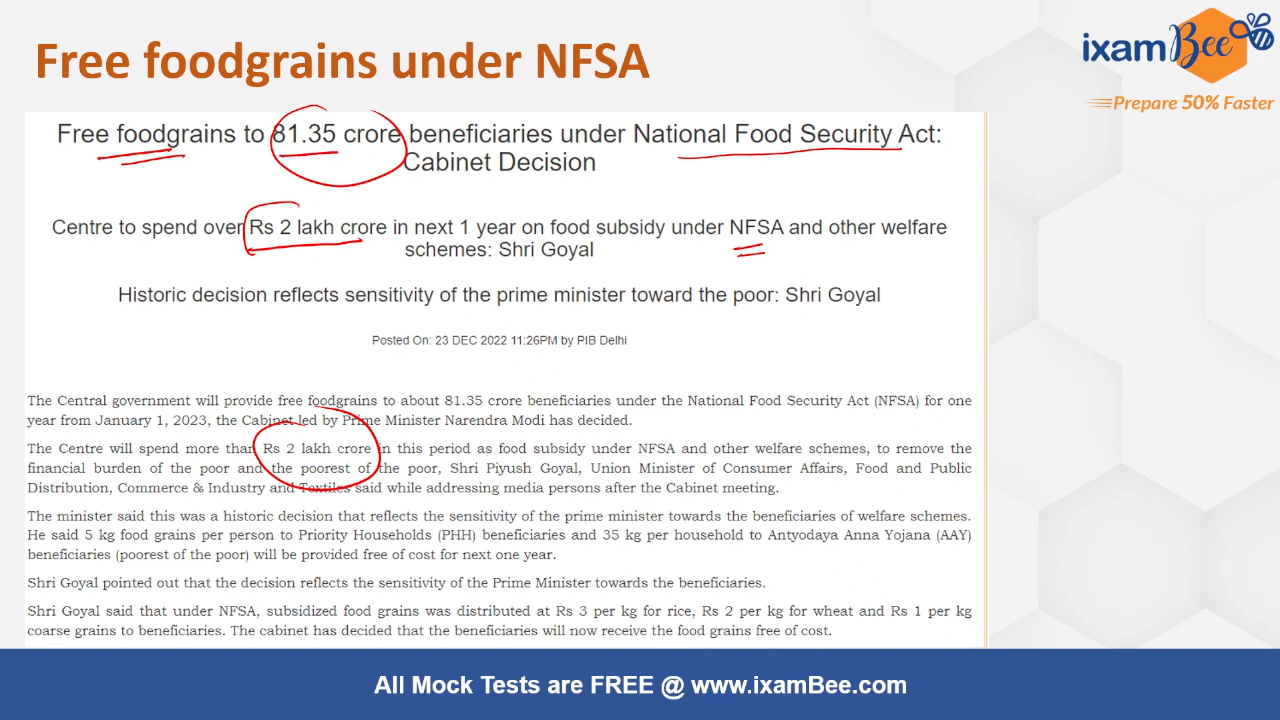 Free foodgrains under NFSA
ixamBee
Prepare 50% Faster
Free foodgrains to 81.35 crore beneficiaries under National Food Security Act:
Cabinet Decision
Centre to spend over Rs 2 lakh crore in next 1 year on food subsidy under NFSA and other welfare
schemes: Shri Goyal
Historic decision reflects sensitivity of the prime minister toward the poor: Shri Goyal
Posted On: 23 DEC 2022 11:26PM by PIB Delhi
The Central government will provide free foodgrains to about 81.35 crore beneficiaries under the National Food Security Act (NFSA) for one
year from January 1, 2023, the Cabinet led by Prime Minister Narendra Modi has decided.
The Centre will spend more than Rs 2 lakh crore in this period as food subsidy under NFSA and other welfare schemes, to remove the
financial burden of the poor and the poorest of the poor, Shri Piyush Goyal, Union Minister of Consumer Affairs, Food and Public
Distribution, Commerce & Industry and Textiles said while addressing media persons after the Cabinet meeting.
The minister said this was a historic decision that reflects the sensitivity of the prime minister towards the beneficiaries of welfare schemes.
He said 5 kg food grains per person to Priority Households (PHH) beneficiaries and 35 kg per household to Antyodaya Anna Yojana (AAY)
beneficiaries (poorest of the poor) will be provided free of cost for next one year.
Shri Goyal pointed out that the decision reflects the sensitivity of the Prime Minister towards the beneficiaries.
Shri Goyal said that under NFSA, subsidized food grains was distributed at Rs 3 per kg for rice, Rs 2 per kg for wheat and Rs 1 per kg
coarse grains to beneficiaries. The cabinet has decided that the beneficiaries will now receive the food grains free of cost.
All Mock Tests are FREE @ www.ixamBee.com